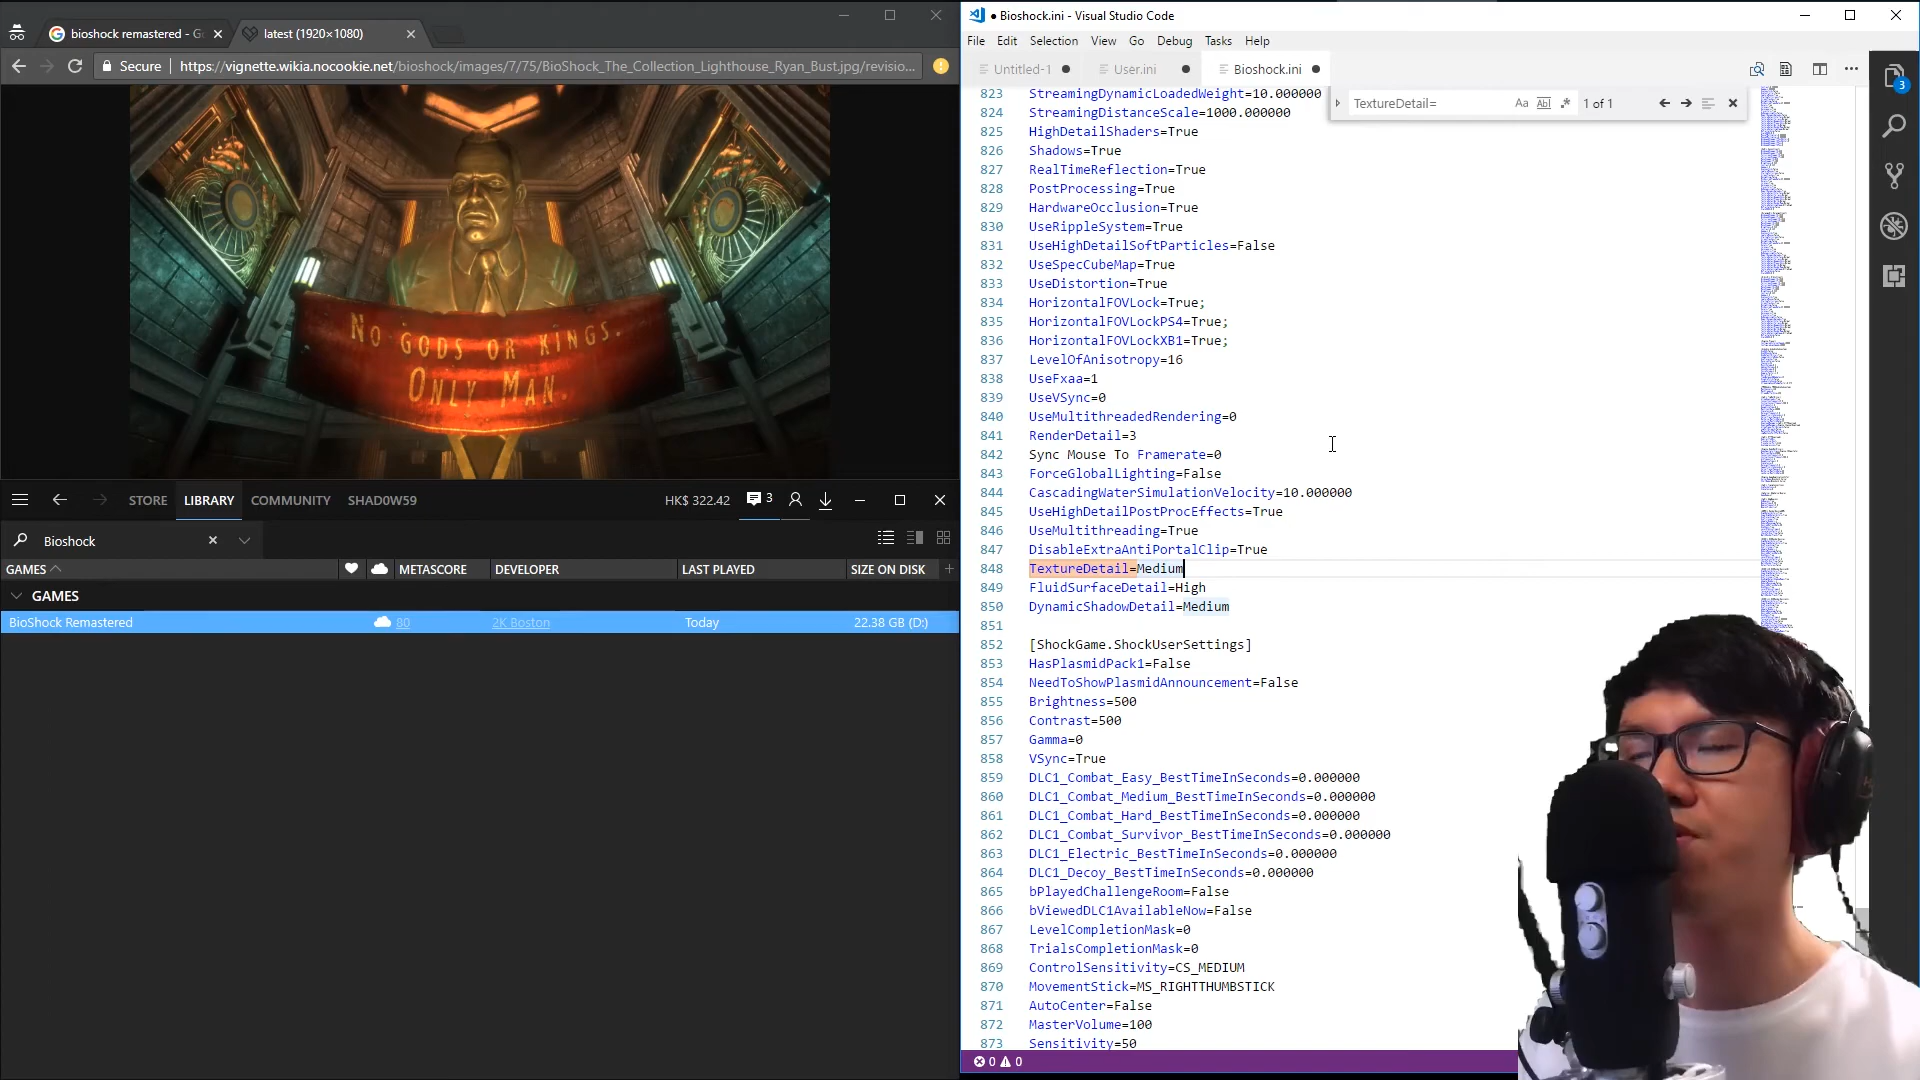 bioshock remastered - G
latest (1920×1080)
Secure
https://vignette.wikia.nocookie.net/bioshock/images/7/75/BioShock_The_Collection_Lighthouse_Ryan_Bust.jpg/revisio...
NO GODS OR KINGS.
ONLY MAN.
STORE
LIBRARY
COMMUNITY
SHAD0W59
HK$ 322.42
3
Bioshock
GAMES
METASCORE
DEVELOPER
LAST PLAYED
SIZE ON DISK
GAMES
BioShock Remastered
80
2K Boston
Today
22.38 GB (D:)
● Bioshock.ini - Visual Studio Code
File
Edit
Selection
View
Go
Debug
Tasks
Help
Untitled-1
User.ini
Bioshock.ini
3
TextureDetail=
Aa
Abl
1 of 1
823 StreamingDynamicLoadedWeight=10.000000
824 StreamingDistanceScale=1000.000000
825 HighDetailShaders=True
826 Shadows=True
827 RealTimeReflection=True
828 PostProcessing=True
829 HardwareOcclusion=True
830 UseRippleSystem=True
831 UseHighDetailSoftParticles=False
832 UseSpecCubeMap=True
833 UseDistortion=True
834 HorizontalFOVLock=True;
835 HorizontalFOVLockPS4=True;
836 HorizontalFOVLockXB1=True;
837 LevelOfAnisotropy=16
838 UseFxaa=1
839 UseVSync=0
840 UseMultithreadedRendering=0
841 RenderDetail=3
842 Sync Mouse To Framerate=0
843 ForceGlobalLighting=False
844 CascadingWaterSimulationVelocity=10.000000
845 UseHighDetailPostProcEffects=True
846 UseMultithreading=True
847 DisableExtraAntiPortalClip=True
848 TextureDetail=Medium
849 FluidSurfaceDetail=High
850 DynamicShadowDetail=Medium
851
852 [ShockGame.ShockUserSettings]
853 HasPlasmidPack1=False
854 NeedToShowPlasmidAnnouncement=False
855 Brightness=500
856 Contrast=500
857 Gamma=0
858 VSync=True
859 DLC1_Combat_Easy_BestTimeInSeconds=0.000000
860 DLC1_Combat_Medium_BestTimeInSeconds=0.000000
861 DLC1_Combat_Hard_BestTimeInSeconds=0.000000
862 DLC1_Combat_Survivor_BestTimeInSeconds=0.000000
863 DLC1_Electric_BestTimeInSeconds=0.000000
864 DLC1_Decoy_BestTimeInSeconds=0.000000
865 bPlayedChallengeRoom=False
866 bViewedDLC1AvailableNow=False
867 LevelCompletionMask=0
868 TrialsCompletionMask=0
869 ControlSensitivity=CS_MEDIUM
870 MovementStick=MS_RIGHTTHUMBSTICK
871 AutoCenter=False
872 MasterVolume=100
873 Sensitivity=50
0
0